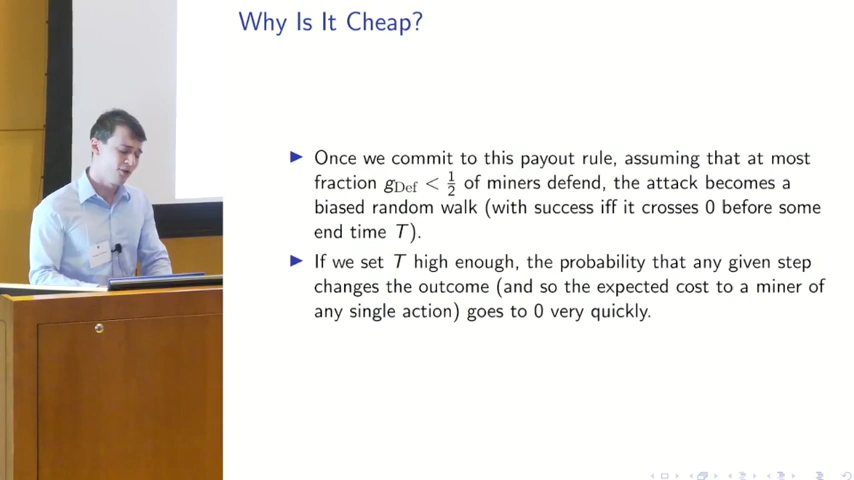 Why Is It Cheap?
▶ Once we commit to this payout rule, assuming that at most
fraction g_Def < 1/2 of miners defend, the attack becomes a
biased random walk (with success iff it crosses 0 before some
end time T).
▶ If we set T high enough, the probability that any given step
changes the outcome (and so the expected cost to a miner of
any single action) goes to 0 very quickly.